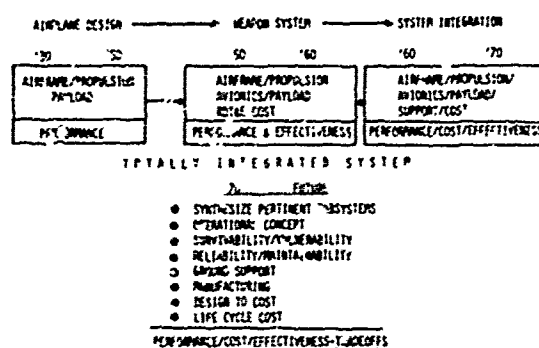 AIRPLANE DESIGN WEAPON SYSTEM SYSTEM INTEGRATION
'30 '50 50 '60 '60 '70
AIRFRAME/PROPULSION
PAYLOAD
PERFORMANCE
AIRFRAME/PROPULSION
AVIONICS/PAYLOAD
COST
PERFORMANCE & EFFECTIVENESS
AIRFRAME/PROPULSION/
AVIONICS/PAYLOAD/
SUPPORT/COST
PERFORMANCE/COST/EFFECTIVENESS
TOTALLY INTEGRATED SYSTEM
FUTURE
SYNTHESIZE PERTINENT SUBSYSTEMS
OPERATIONAL CONCEPT
SURVIVABILITY/VULNERABILITY
RELIABILITY/MAINTAINABILITY
GROUND SUPPORT
MANUFACTURING
DESIGN TO COST
LIFE CYCLE COST
PERFORMANCE/COST/EFFECTIVENESS-TRADEOFFS